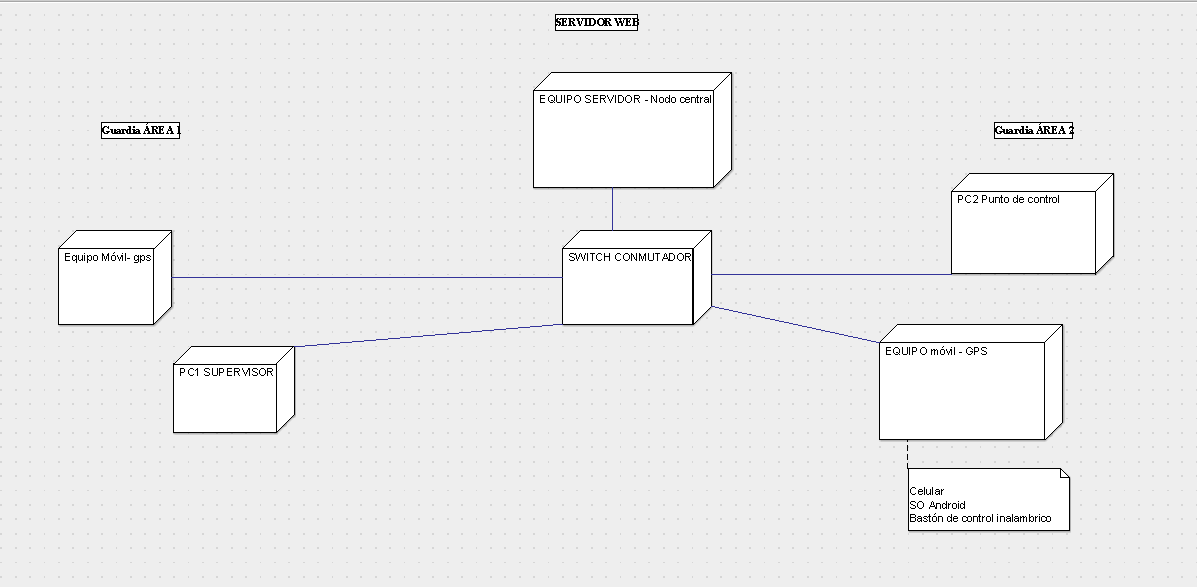 SERVIDOR WEB
EQUIPO SERVIDOR - Nodo central
Guardia ÁREA 1
Guardia ÁREA 2
PC2 Punto de control
Equipo Móvil- gps
SWITCH CONMUTADOR
EQUIPO móvil - GPS
PC1 SUPERVISOR
Celular
SO Android
Bastón de control inalambrico